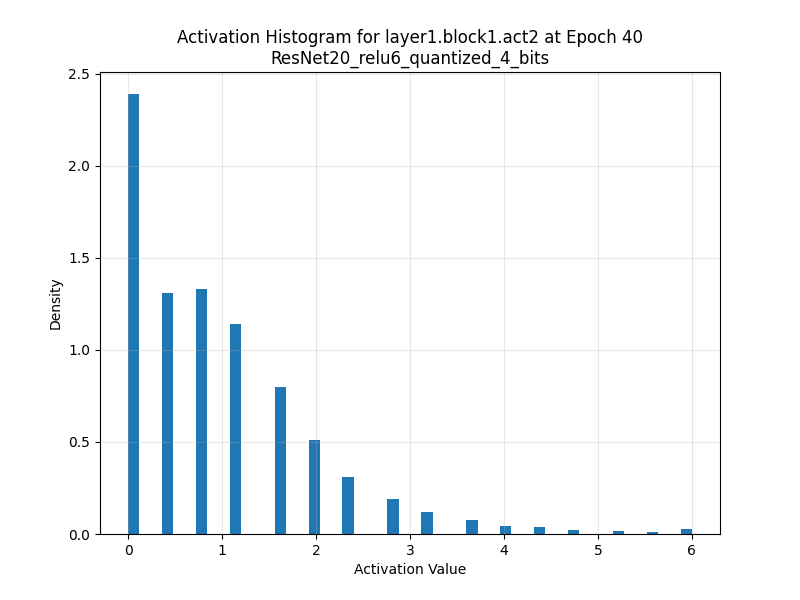 Activation Histogram for layer1.block1.act2 at Epoch 40
ResNet20_relu6_quantized_4_bits
2.5
2.0
1.5
1.0
0.5
0.0
Density
0 1 2 3 4 5 6
Activation Value